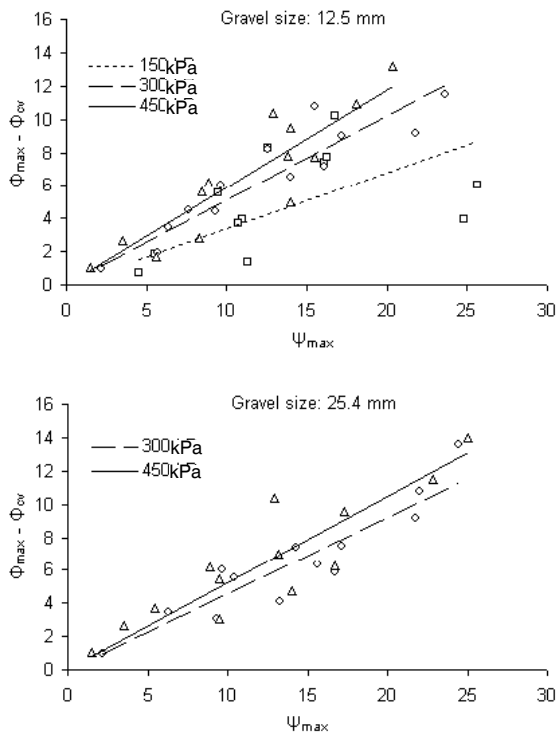 Gravel size: 12.5 mm
150kPa
300kPa
450kPa
Φmax - Φcv
16
14
12
10
8
6
4
2
0
0 5 10 15 20 25 30
Ψmax
Gravel size: 25.4 mm
300kPa
450kPa
Φmax - Φcv
16
14
12
10
8
6
4
2
0
0 5 10 15 20 25 30
Ψmax